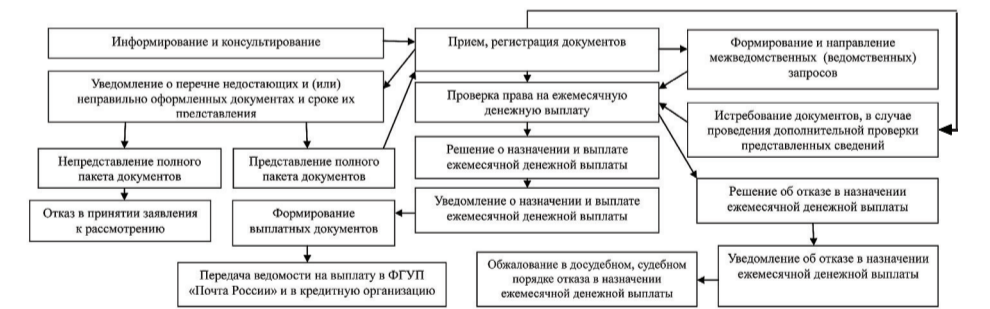 Информирование и консультирование
Прием, регистрация документов
Формирование и направление
межведомственных (ведомственных)
запросов
Уведомление о перечне недостающих и (или)
неправильно оформленных документах и сроке их
представления
Проверка права на ежемесячную
денежную выплату
Истребование документов, в случае
проведения дополнительной проверки
представленных сведений
Непредставление полного
пакета документов
Представление полного
пакета документов
Решение о назначении и выплате
ежемесячной денежной выплаты
Решение об отказе в назначении
ежемесячной денежной выплаты
Отказ в принятии заявления
к рассмотрению
Формирование
выплатных документов
Уведомление о назначении и выплате
ежемесячной денежной выплаты
Передача ведомости на выплату в ФГУП
«Почта России» и в кредитную организацию
Обжалование в досудебном, судебном
порядке отказа в назначении
ежемесячной денежной выплаты
Уведомление об отказе в назначении
ежемесячной денежной выплаты